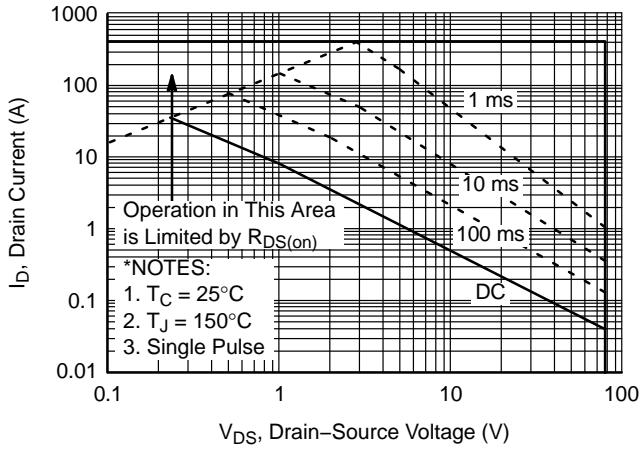 1000
100
10
1
0.1
0.01
I_D, Drain Current (A)
1 ms
10 ms
100 ms
DC
Operation in This Area
is Limited by R_DS(on)
*NOTES:
1. T_C = 25°C
2. T_J = 150°C
3. Single Pulse
0.1
1
10
100
V_DS, Drain−Source Voltage (V)